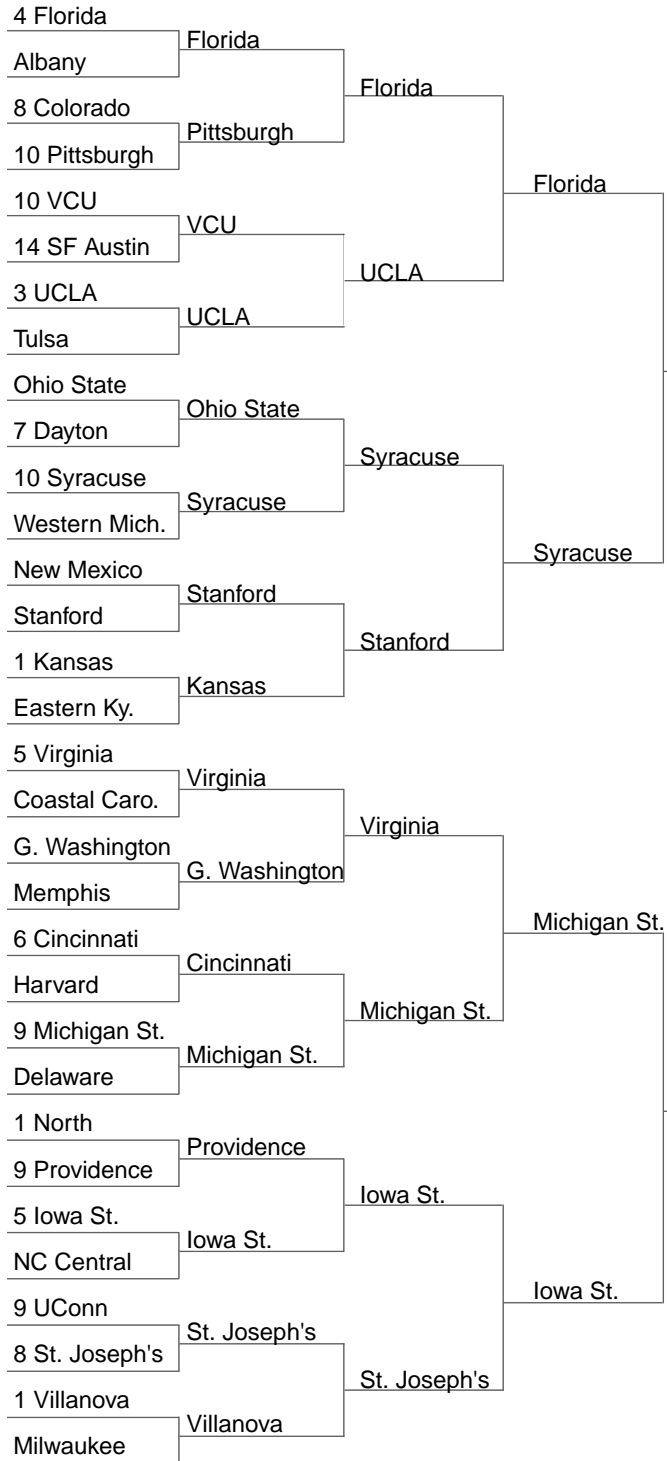 4 Florida
Albany
8 Colorado
10 Pittsburgh
10 VCU
14 SF Austin
3 UCLA
Tulsa
Ohio State
7 Dayton
10 Syracuse
Western Mich.
New Mexico
Stanford
1 Kansas
Eastern Ky.
5 Virginia
Coastal Caro.
G. Washington
Memphis
6 Cincinnati
Harvard
9 Michigan St.
Delaware
1 North
9 Providence
5 Iowa St.
NC Central
9 UConn
8 St. Joseph's
1 Villanova
Milwaukee
Florida
Pittsburgh
VCU
UCLA
Ohio State
Syracuse
Stanford
Kansas
Virginia
G. Washington
Cincinnati
Michigan St.
Providence
Iowa St.
St. Joseph's
Villanova
Florida
UCLA
Syracuse
Stanford
Virginia
Michigan St.
Iowa St.
St. Joseph's
Florida
Syracuse
Michigan St.
Iowa St.